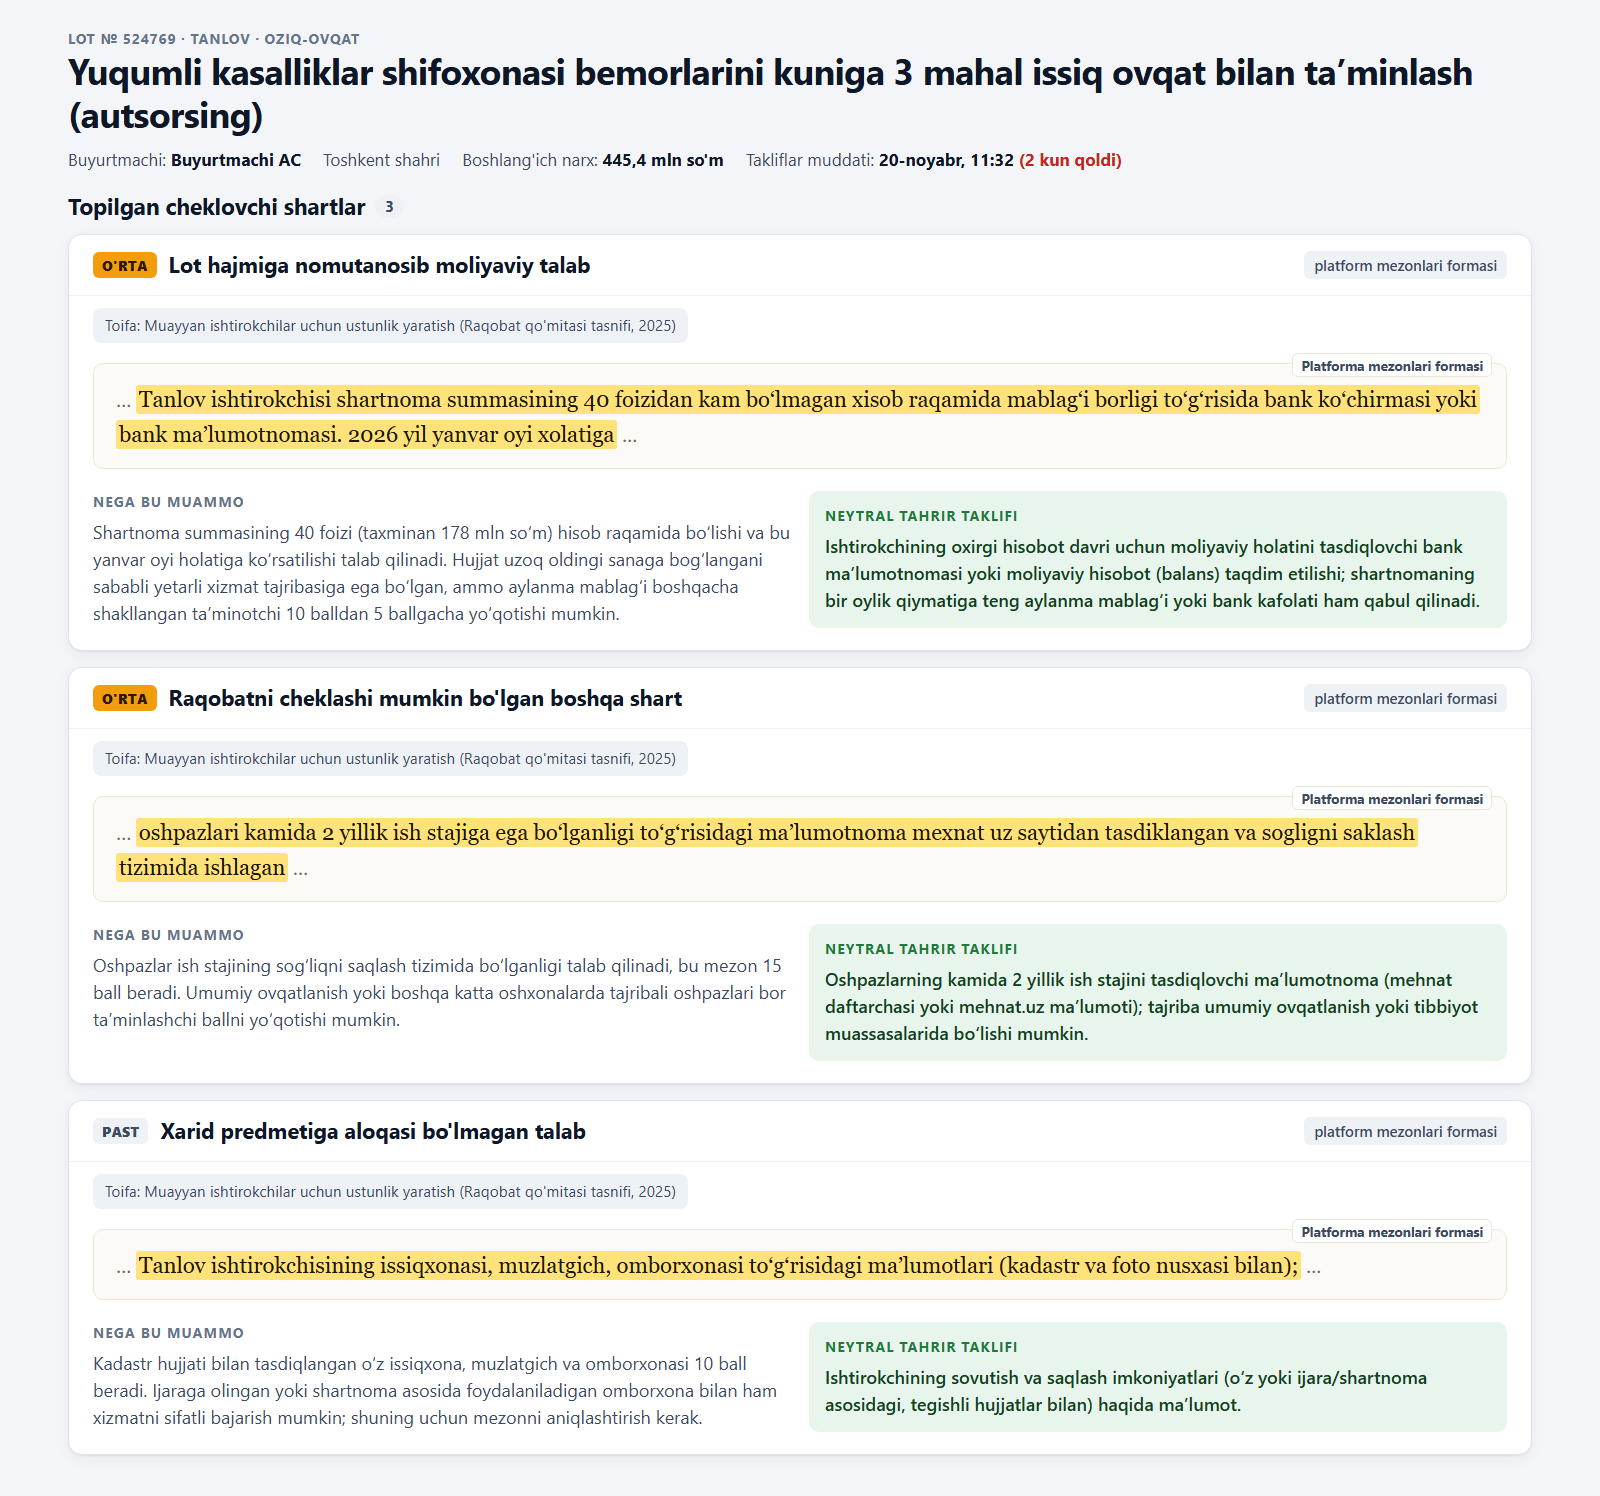 LOT № 524769 · TANLOV · OZIQ-OVQAT
Yuqumli kasalliklar shifoxonasi bemorlarini kuniga 3 mahal issiq ovqat bilan taʼminlash
(autsorsing)
Buyurtmachi: Buyurtmachi AC Toshkent shahri Boshlang'ich narx: 445,4 mln so'm Takliflar muddati: 20-noyabr, 11:32 (2 kun qoldi)
Topilgan cheklovchi shartlar 3
O'RTA Lot hajmiga nomutanosib moliyaviy talab platform mezonlari formasi
Toifa: Muayyan ishtirokchilar uchun ustunlik yaratish (Raqobat qo'mitasi tasnifi, 2025)
Platforma mezonlari formasi
... Tanlov ishtirokchisi shartnoma summasining 40 foizidan kam bo‘lmagan xisob raqamida mablag‘i borligi to‘g‘risida bank ko‘chirmasi yoki
bank ma’lumotnomasi. 2026 yil yanvar oyi xolatiga ...
NEGA BU MUAMMO
Shartnoma summasining 40 foizi (taxminan 178 mln so‘m) hisob raqamida bo‘lishi va bu
yanvar oyi holatiga ko‘rsatilishi talab qilinadi. Hujjat uzoq oldingi sanaga bog‘langani
sababli yetarli xizmat tajribasiga ega bo‘lgan, ammo aylanma mablag‘i boshqacha
shakllangan ta’minotchi 10 balldan 5 ballgacha yo‘qotishi mumkin.
NEYTRAL TAHRIR TAKLIFI
Ishtirokchining oxirgi hisobot davri uchun moliyaviy holatini tasdiqlovchi bank
ma’lumotnomasi yoki moliyaviy hisobot (balans) taqdim etilishi; shartnomaning
bir oylik qiymatiga teng aylanma mablag‘i yoki bank kafolati ham qabul qilinadi.
O'RTA Raqobatni cheklashi mumkin bo'lgan boshqa shart platform mezonlari formasi
Toifa: Muayyan ishtirokchilar uchun ustunlik yaratish (Raqobat qo'mitasi tasnifi, 2025)
Platforma mezonlari formasi
... oshpazlari kamida 2 yillik ish stajiga ega bo‘lganligi to‘g‘risidagi ma’lumotnoma mexnat uz saytidan tasdiklangan va sogligni saklash
tizimida ishlagan ...
NEGA BU MUAMMO
Oshpazlar ish stajining sog‘liqni saqlash tizimida bo‘lganligi talab qilinadi, bu mezon 15
ball beradi. Umumiy ovqatlanish yoki boshqa katta oshxonalarda tajribali oshpazlari bor
ta’minlashchi ballni yo‘qotishi mumkin.
NEYTRAL TAHRIR TAKLIFI
Oshpazlarning kamida 2 yillik ish stajini tasdiqlovchi ma’lumotnoma (mehnat
daftarchasi yoki mehnat.uz ma’lumoti); tajriba umumiy ovqatlanish yoki tibbiyot
muassasalarida bo‘lishi mumkin.
PAST Xarid predmetiga aloqasi bo'lmagan talab platform mezonlari formasi
Toifa: Muayyan ishtirokchilar uchun ustunlik yaratish (Raqobat qo'mitasi tasnifi, 2025)
Platforma mezonlari formasi
... Tanlov ishtirokchisining issiqxonasi, muzlatgich, omborxonasi to‘g‘risidagi ma’lumotlari (kadastr va foto nusxasi bilan); ...
NEGA BU MUAMMO
Kadastr hujjati bilan tasdiqlangan o‘z issiqxona, muzlatgich va omborxonasi 10 ball
beradi. Ijaraga olingan yoki shartnoma asosida foydalaniladigan omborxona bilan ham
xizmatni sifatli bajarish mumkin; shuning uchun mezonni aniqlashtirish kerak.
NEYTRAL TAHRIR TAKLIFI
Ishtirokchining sovutish va saqlash imkoniyatlari (o‘z yoki ijara/shartnoma
asosidagi, tegishli hujjatlar bilan) haqida ma’lumot.